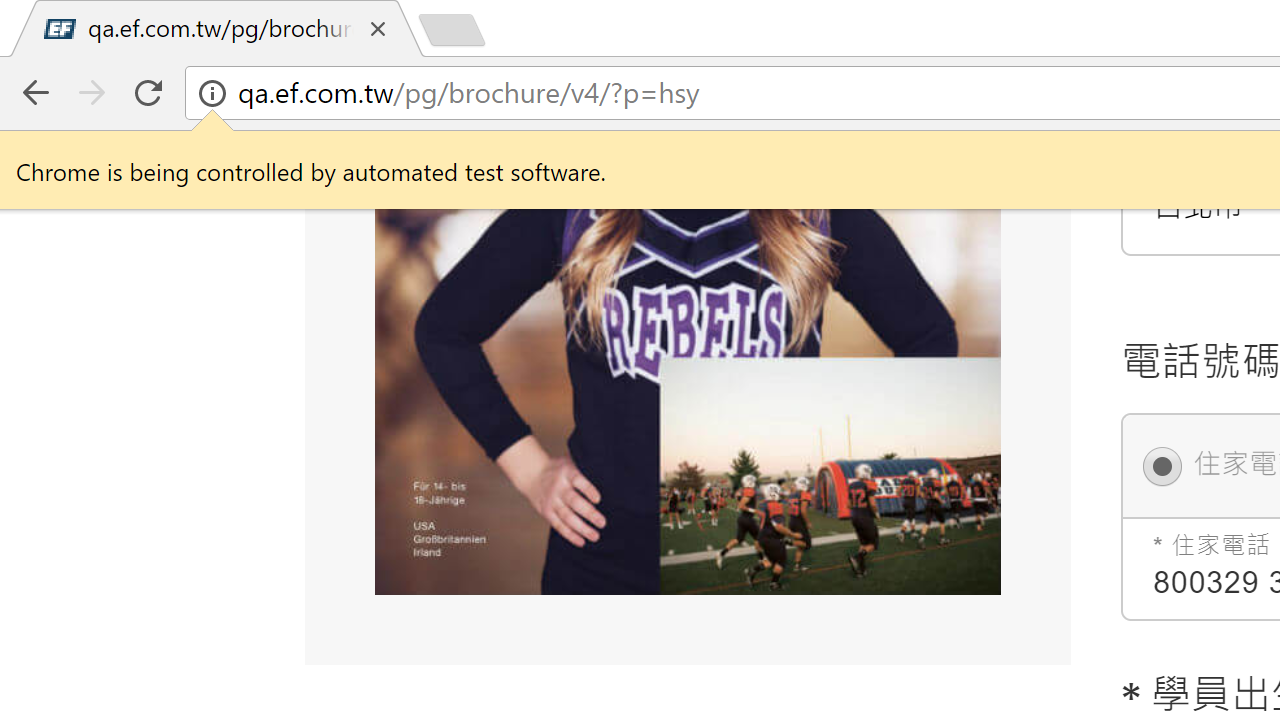 EF qa.ef.com.tw/pg/brochur
qa.ef.com.tw/pg/brochure/v4/?p=hsy
Chrome is being controlled by automated test software.
REBELS
Für 14- bis
18-Jährige
USA
Großbritannien
Irland
12
20
電話號碼
住家電
* 住家電話
800329 3
* 學員出